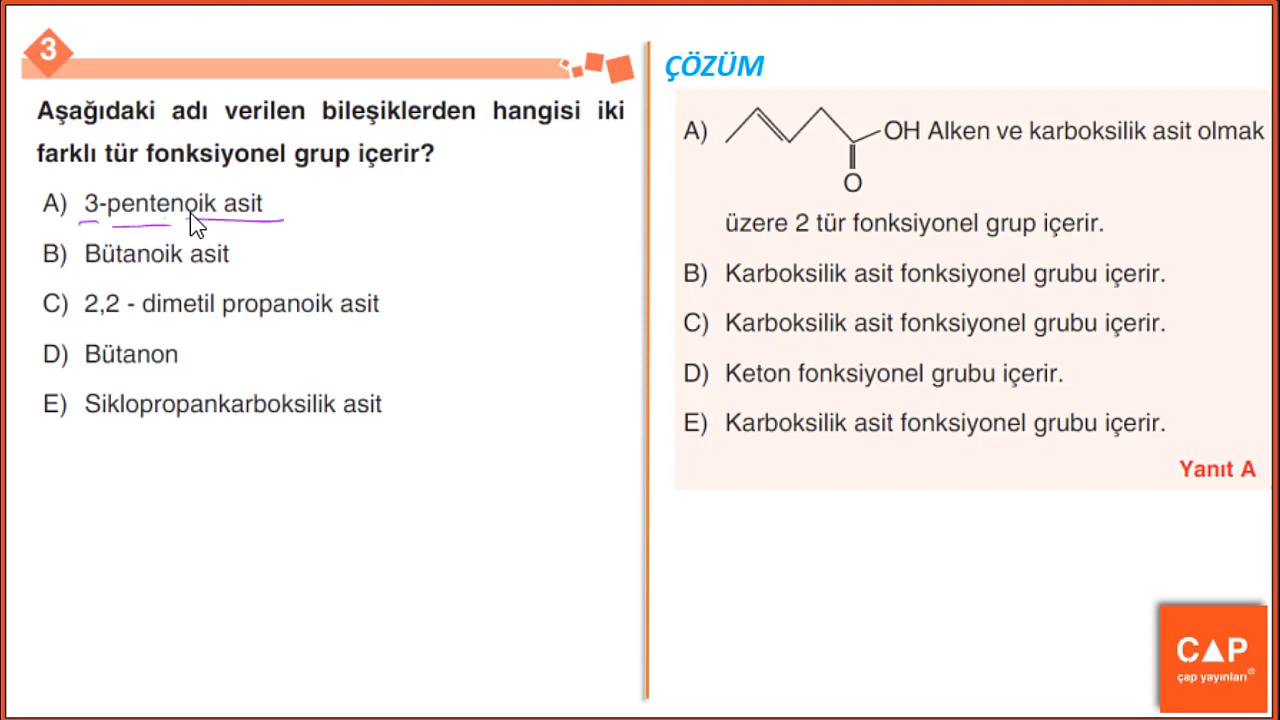 3
Aşağıdaki adı verilen bileşiklerden hangisi iki
farklı tür fonksiyonel grup içerir?
A) 3-pentenoik asit
B) Bütanoik asit
C) 2,2 - dimetil propanoik asit
D) Bütanon
E) Siklopropankarboksilik asit
ÇÖZÜM
A) OH Alken ve karboksilik asit olmak
O
üzere 2 tür fonksiyonel grup içerir.
B) Karboksilik asit fonksiyonel grubu içerir.
C) Karboksilik asit fonksiyonel grubu içerir.
D) Keton fonksiyonel grubu içerir.
E) Karboksilik asit fonksiyonel grubu içerir.
Yanıt A
ÇAP
çap yayınları®